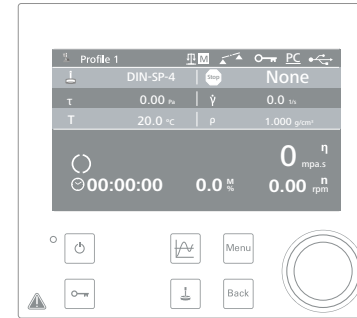 Profile 1 M PC
DIN-SP-4 Stop None
τ 0.00 Pa γ̇ 0.0 1/s
T 20.0 °C ρ 1.000 g/cm³
0 η mpa.s
00:00:00 0.0 M % 0.00 n rpm
Menu
Back